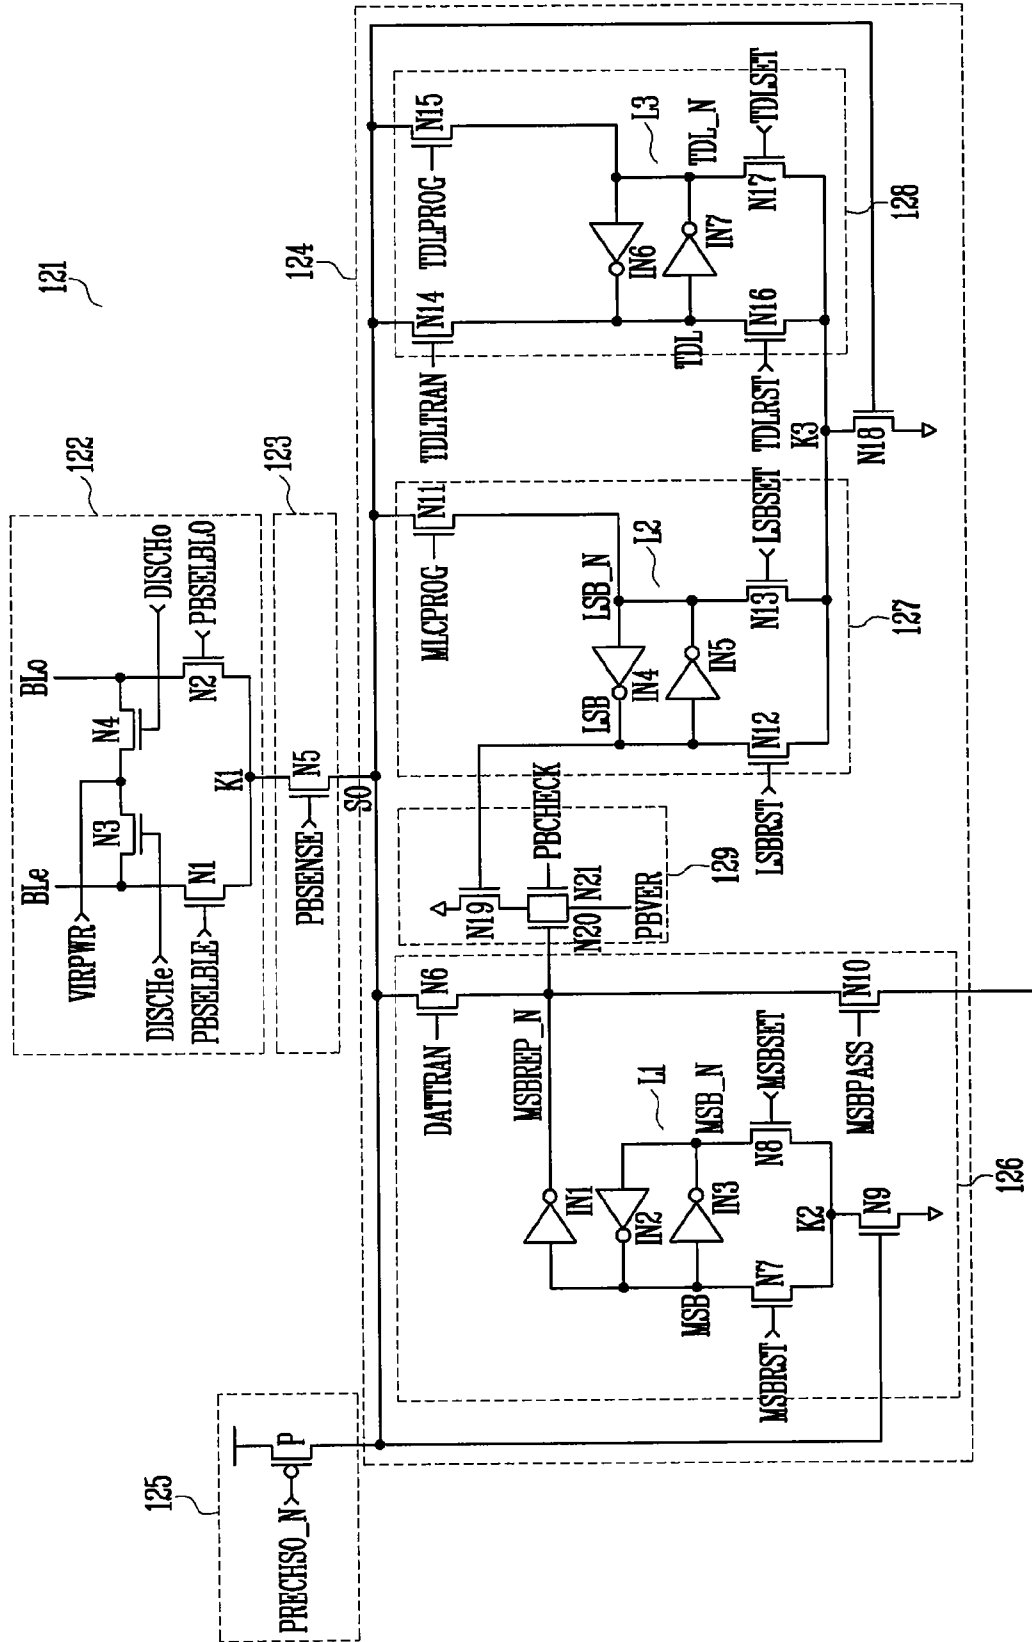 121
122
BLe
BLo
VIRPWR
N3
N4
DISCHe
DISCHo
PBSELBLE
N1
N2
PBSELBLO
K1
123
PBSENSE
N5
SO
124
125
PRECHSO_N
P
DATTRAN
N6
MSBREP_N
IN1
IN2
L1
MSB
IN3
MSB_N
MSBRST
N7
N8
MSBSET
K2
N9
MSBPASS
N10
126
N19
N20
N21
PBCHECK
PBVER
129
MLCPROG
N11
LSB_N
L2
LSB
IN4
IN5
LSBRST
N12
N13
LSBSET
127
TDLTRAN
N14
TDLPROG
N15
L3
IN6
IN7
TDL
TDL_N
TDLRST
N16
N17
TDLSET
128
K3
N18